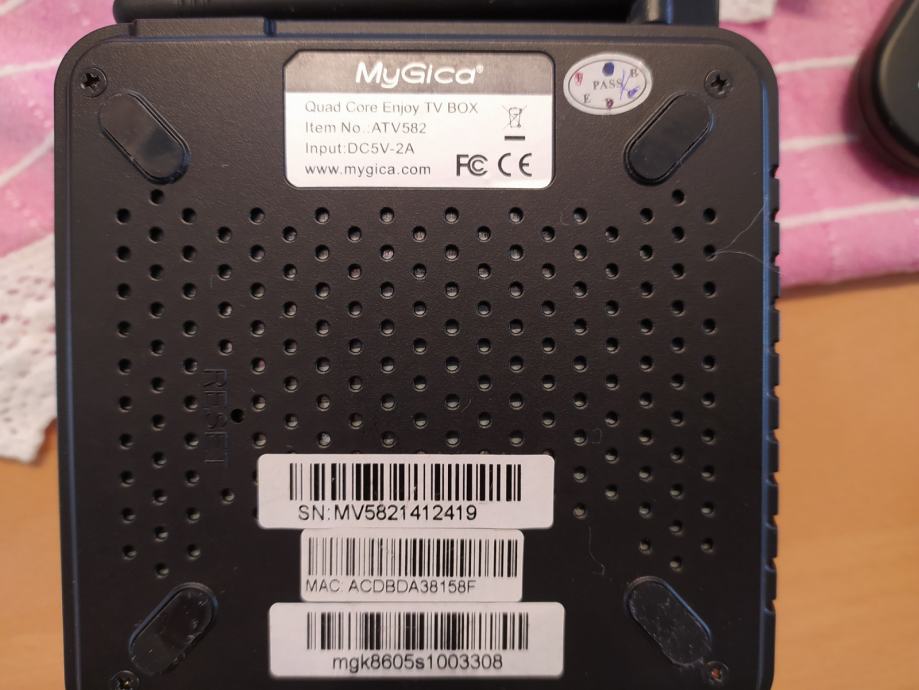 MyGica®
Quad Core Enjoy TV BOX
Item No.:ATV582
Input:DC5V-2A
www.mygica.com
FC CE
PASS
B
E
RESET
SN:MV5821412419
MAC: ACDBDA38158F
mgk8605s1003308